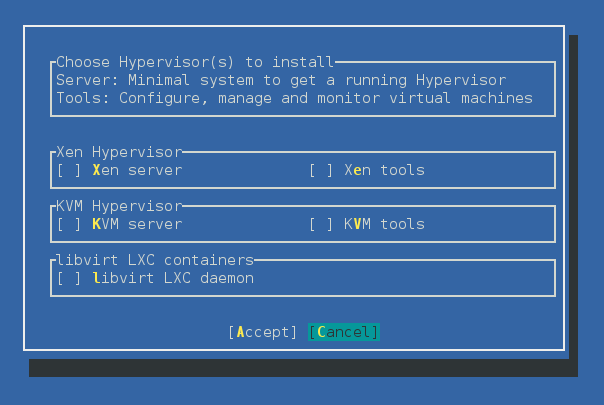 Choose Hypervisor(s) to install
Server: Minimal system to get a running Hypervisor
Tools: Configure, manage and monitor virtual machines
Xen Hypervisor
[ ] Xen server [ ] Xen tools
KVM Hypervisor
[ ] KVM server [ ] KVM tools
libvirt LXC containers
[ ] libvirt LXC daemon
[Accept] [Cancel]